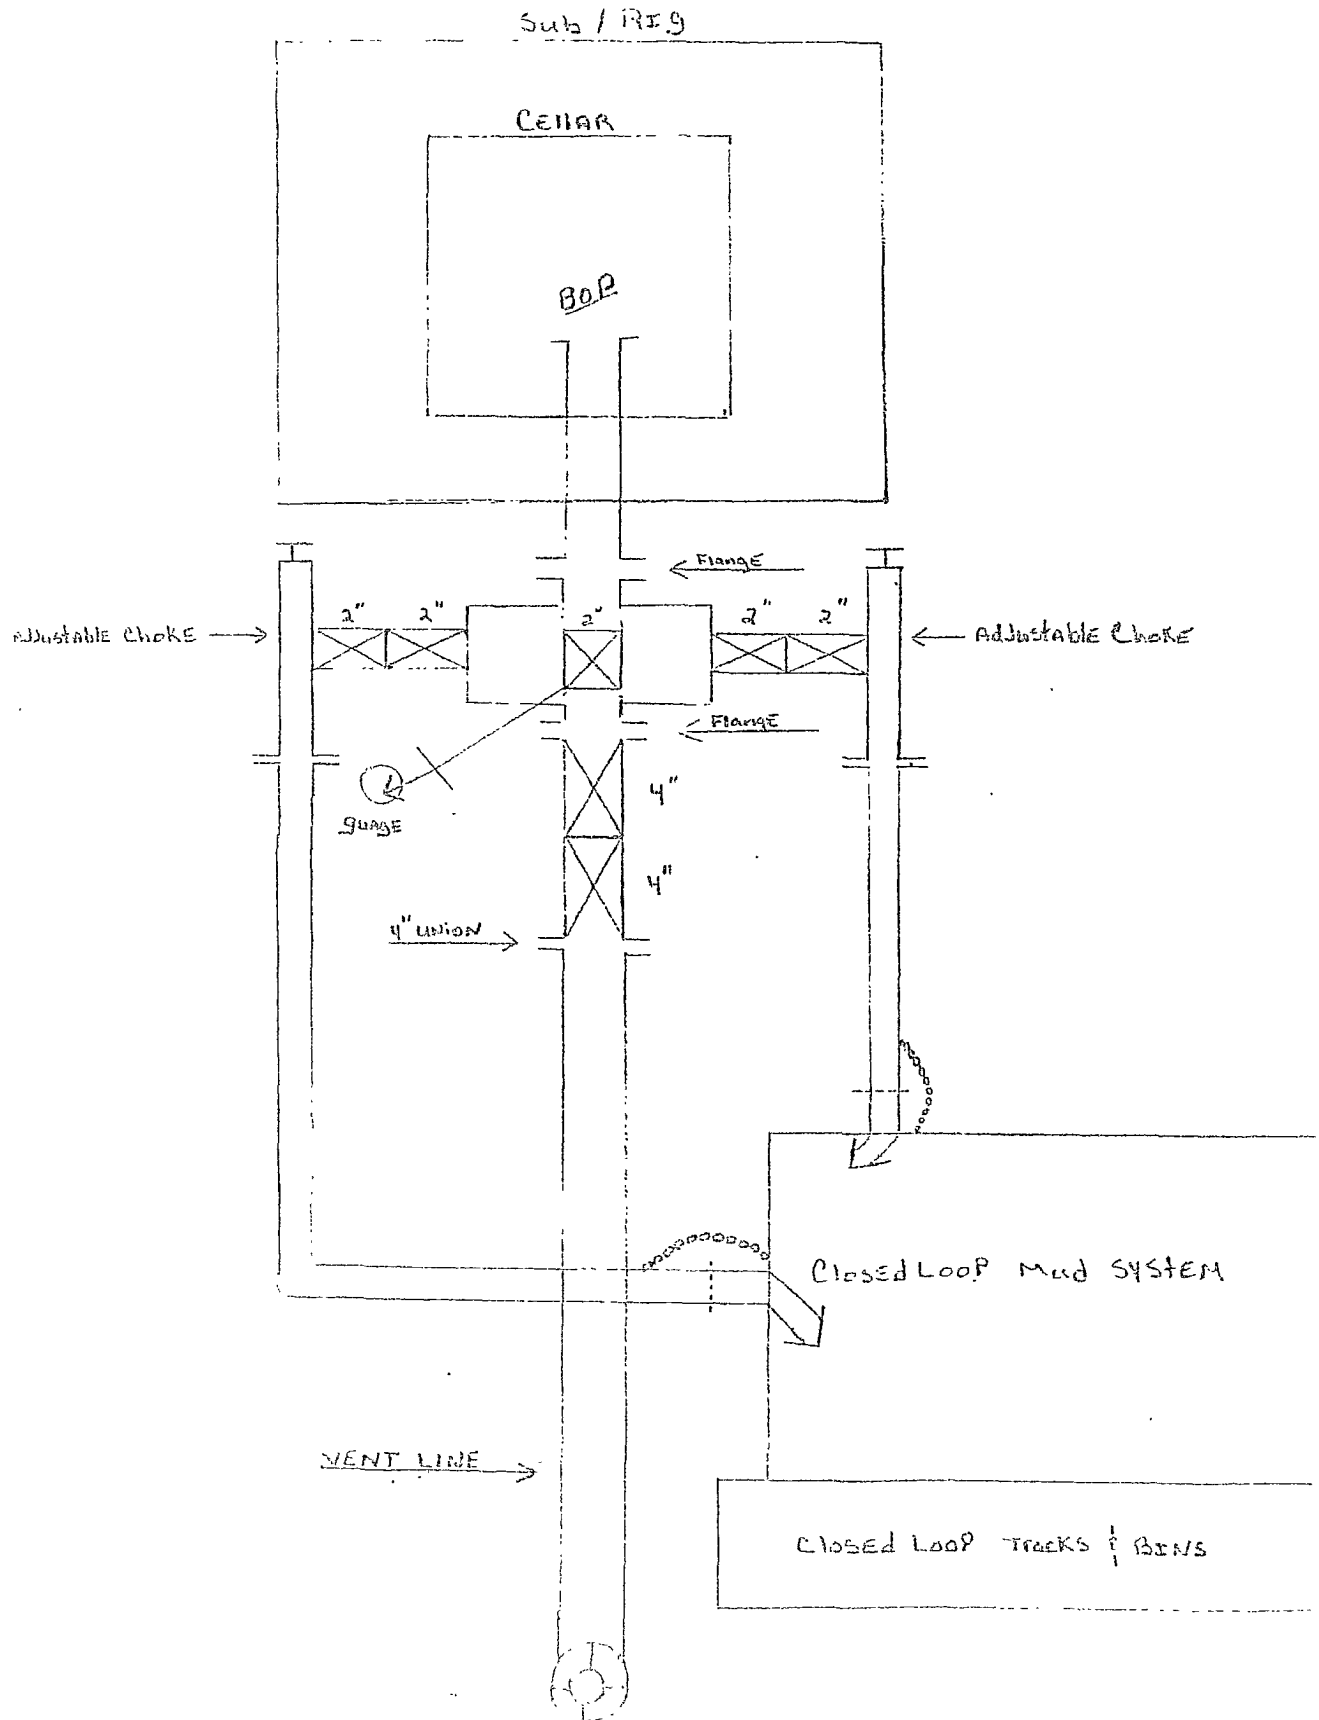 Sub / RIg
CEllAR
BOP
FlangE
2" 2" 2" 2" 2"
AdJustable ChokE
AdJustable ChokE
FlangE
4"
guagE
4"
4" UNION
Closed LOOP Mud SYStEM
VENT LINE
Closed LOOP TracKS & BINS